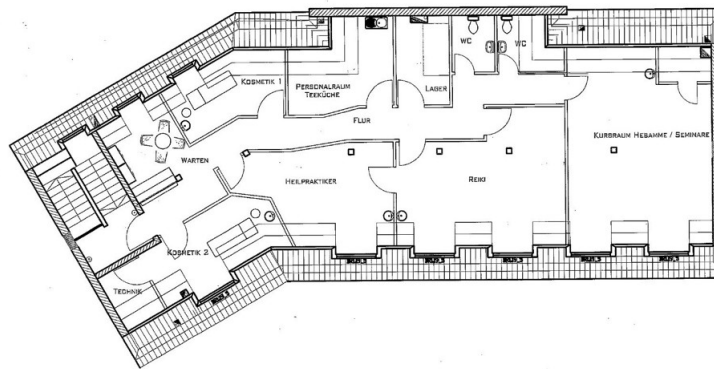 WC
WC
KOSMETIK 1
PERSONALRAUM
TEEKÜCHE
LAGER
FLUR
KURSRAUM HEBAMME / SEMINARE
WARTEN
HEILPRAKTIKER
REIKI
KOSMETIK 2
TECHNIK